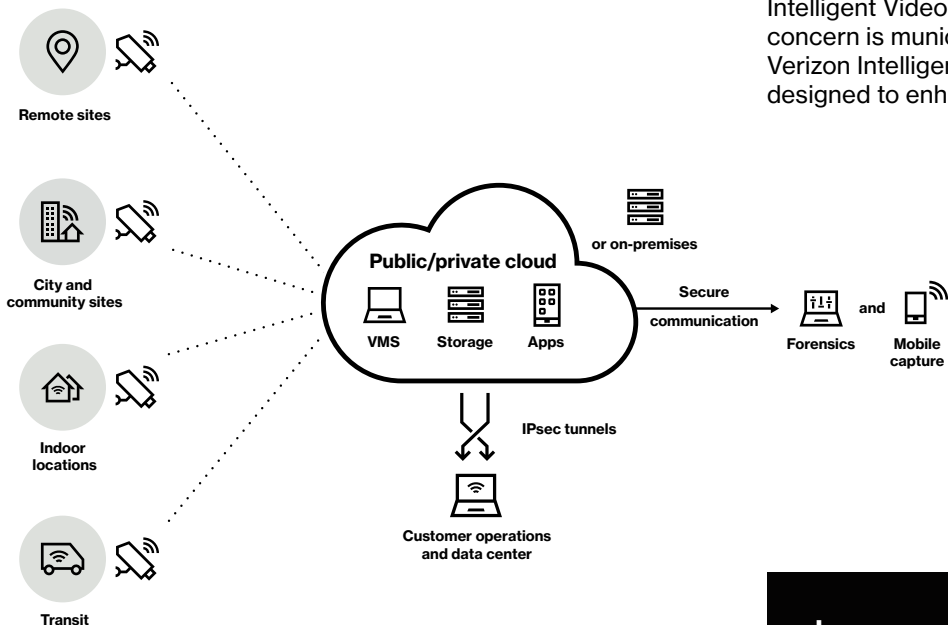 Intelligent Video
concern is munic
Verizon Intelliger
designed to enh
Remote sites
City and
community sites
Indoor
locations
Transit
Public/private cloud
VMS
Storage
Apps
or on-premises
Secure
communication
Forensics
and
Mobile
capture
IPsec tunnels
Customer operations
and data center